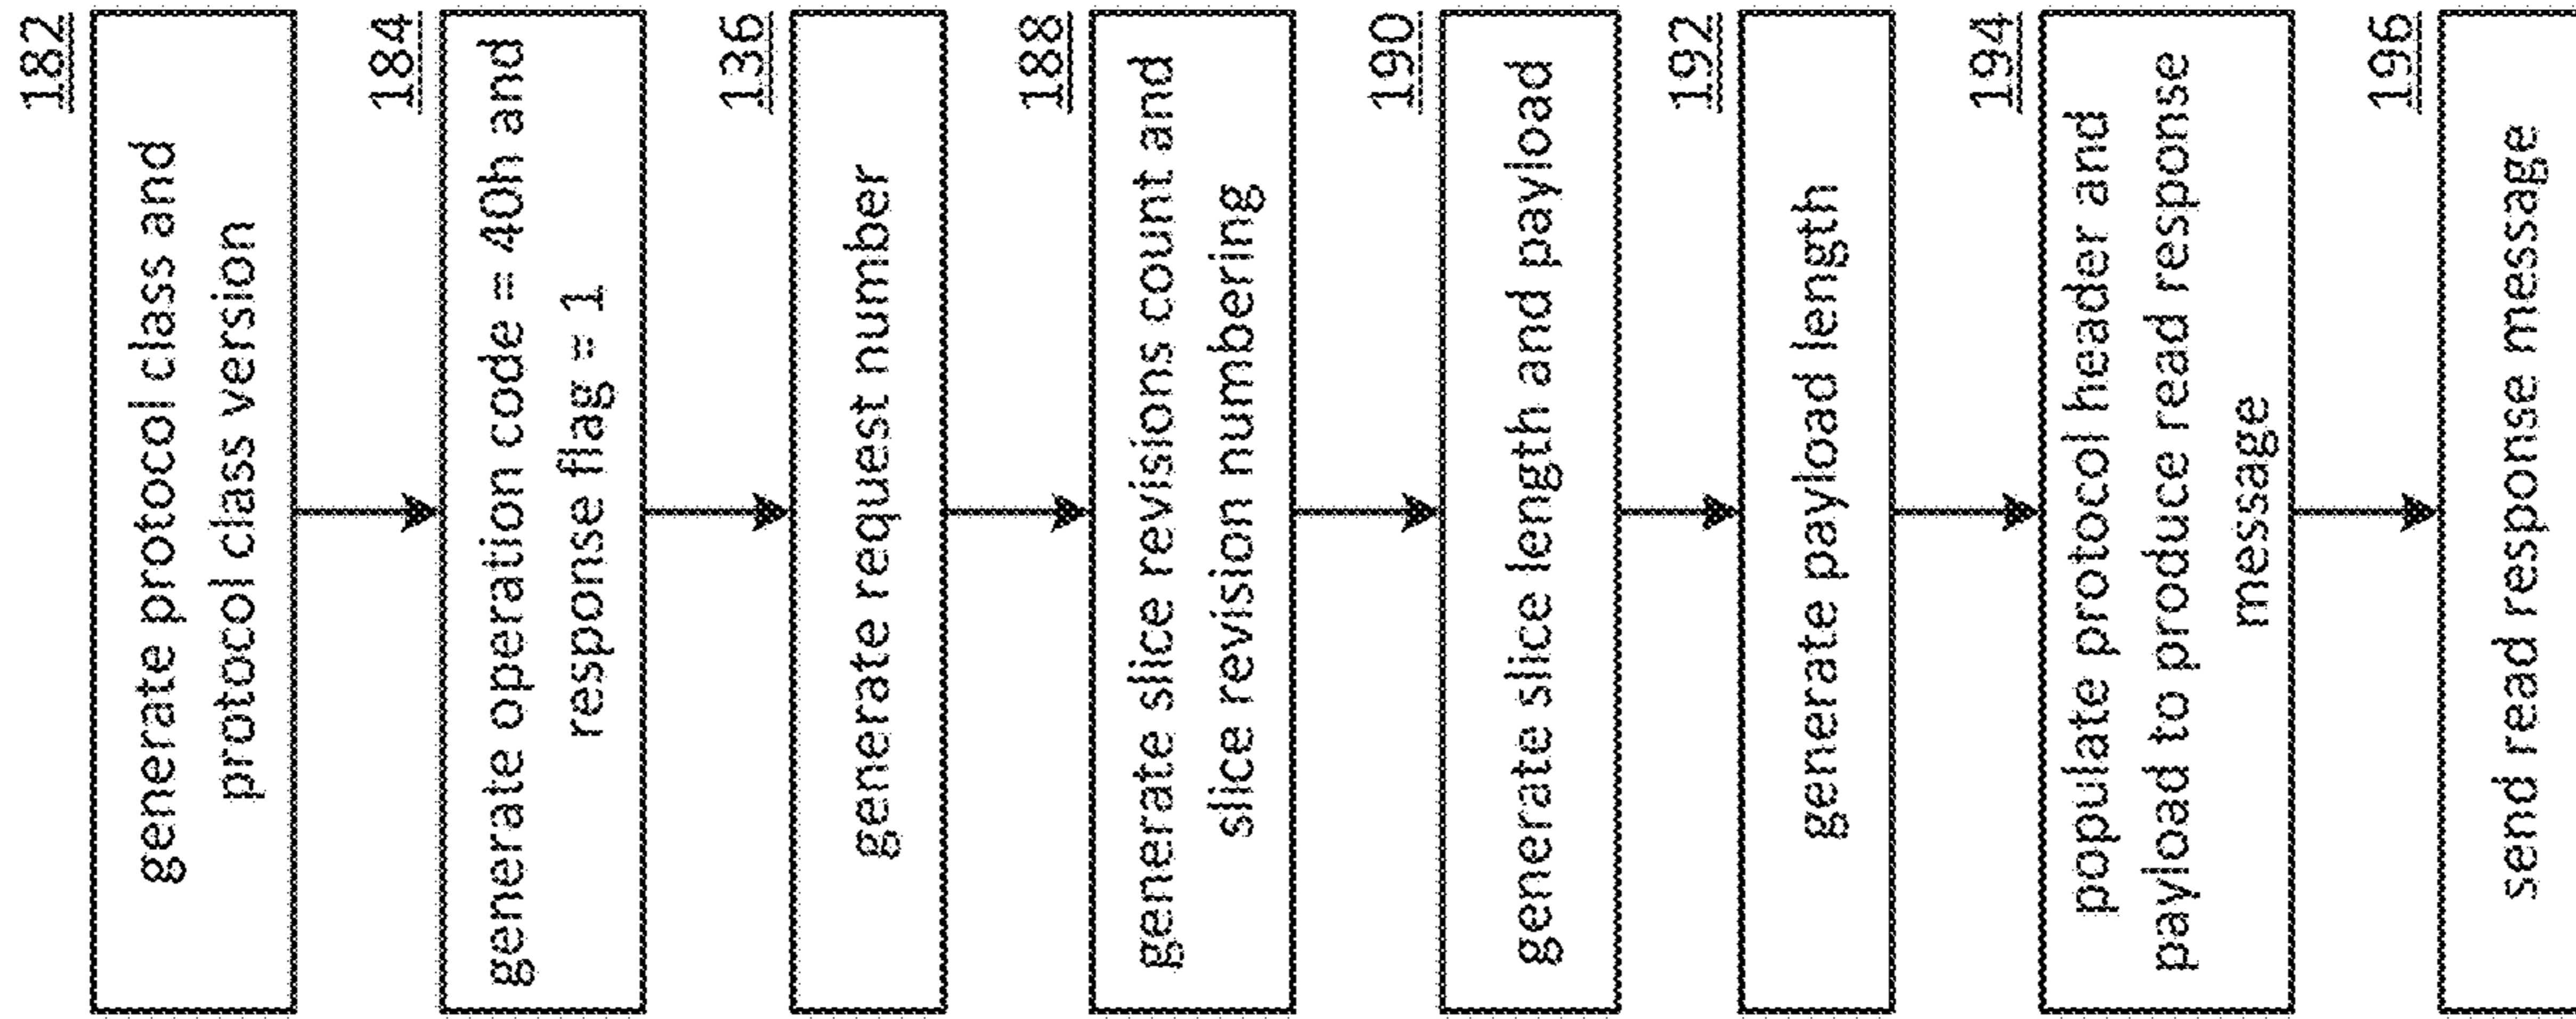 182
generate protocol class and
protocol class version
184
generate operation code = 40h and
response flag = 1
136
generate request number
188
generate slice revisions count and
slice revision numbering
190
generate slice length and payload
192
generate payload length
194
populate protocol header and
payload to produce read response
message
196
send read response message